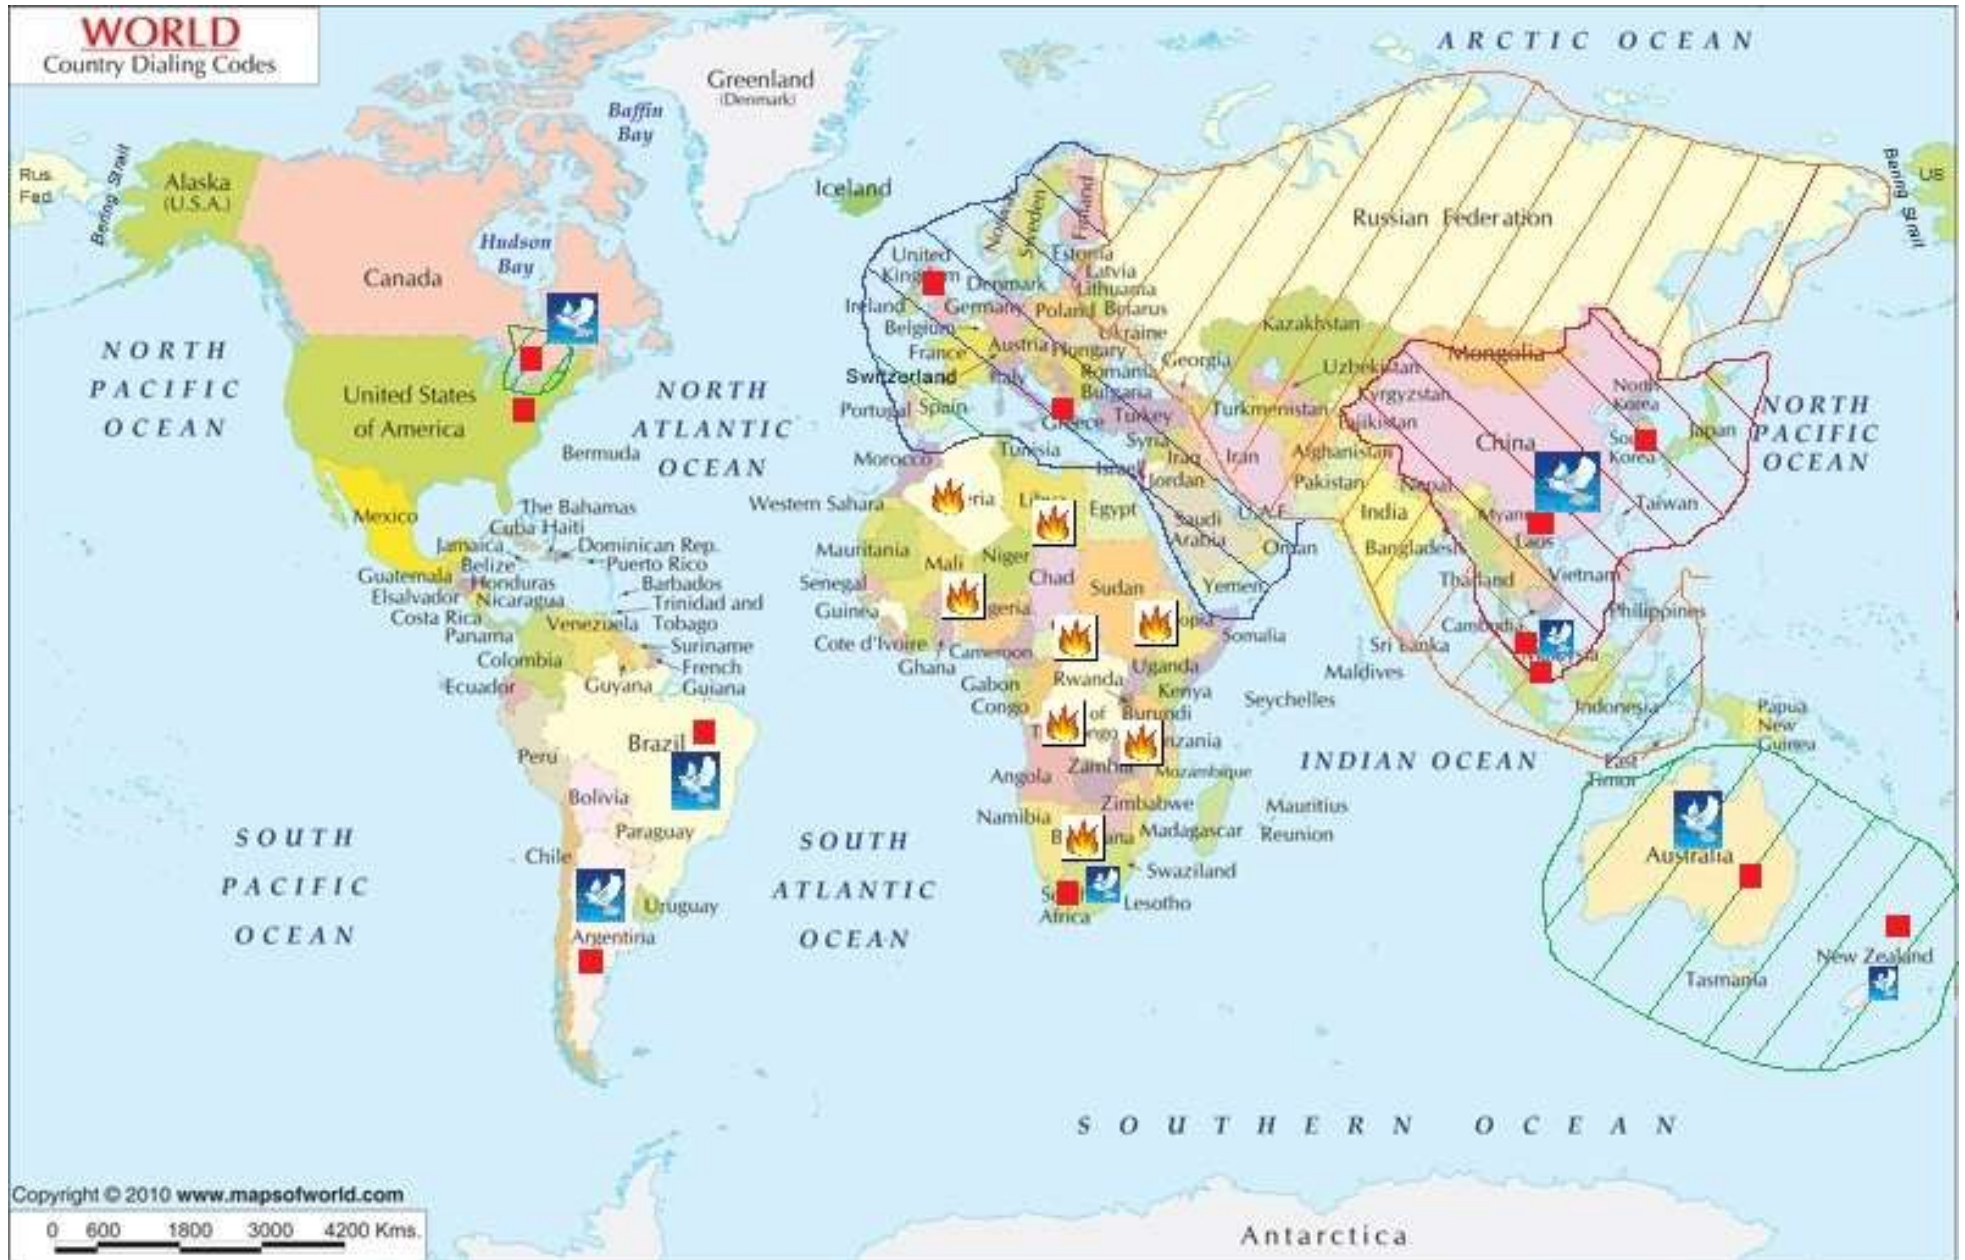 WORLD
Country Dialing Codes
ARCTIC OCEAN
Greenland
(Denmark)
Baffin
Bay
Rus.
Fed.
Bering Strait
Alaska
(U.S.A.)
Iceland
Bering Strait
US
Canada
Hudson
Bay
Norway
Sweden
Finland
Russian Federation
United
Denmark
Estonia
Latvia
Lithuania
Ireland
Germany
Poland
Belarus
Belgium
Ukraine
France
Austria
Hungary
Kazakhstan
Mongolia
Switzerland
Italy
Romania
Georgia
Uzbekistan
Bulgaria
Kyrgyzstan
North
Korea
Portugal
Spain
Greece
Turkey
Turkmenistan
Tajikistan
China
Japan
Korea
NORTH
PACIFIC
OCEAN
United States
of America
NORTH
ATLANTIC
OCEAN
NORTH
PACIFIC
OCEAN
Bermuda
Morocco
Tunisia
Syria
Iraq
Iran
Afghanistan
Israel
Jordan
Pakistan
Nepal
Western Sahara
Egypt
Saudi
Arabia
U.A.E.
India
Taiwan
Mexico
The Bahamas
Cuba
Haiti
Jamaica
Dominican Rep.
Belize
Puerto Rico
Guatemala
Honduras
Barbados
Elsalvador
Nicaragua
Trinidad and
Tobago
Costa Rica
Panama
Venezuela
Suriname
Colombia
French
Guiana
Ecuador
Guyana
Mauritania
Mali
Niger
Chad
Sudan
Oman
Yemen
Bangladesh
Laos
Thailand
Vietnam
Senegal
Guinea
Cote d'Ivoire
Ghana
Cameroon
Somalia
Sri Lanka
Cambodia
Philippines
Uganda
Maldives
Gabon
Rwanda
Kenya
Seychelles
Congo
of
Burundi
Indonesia
Papua
New
Guinea
Brazil
Peru
Angola
Zambia
Mozambique
INDIAN OCEAN
East
Timor
Bolivia
Namibia
Zimbabwe
Mauritius
Paraguay
Madagascar
Reunion
SOUTH
PACIFIC
OCEAN
Chile
SOUTH
ATLANTIC
OCEAN
Swaziland
Australia
Uruguay
Africa
Lesotho
Argentina
New Zealand
Tasmania
SOUTHERN OCEAN
Copyright © 2010 www.mapsofworld.com
0 600 1800 3000 4200 Kms.
Antarctica